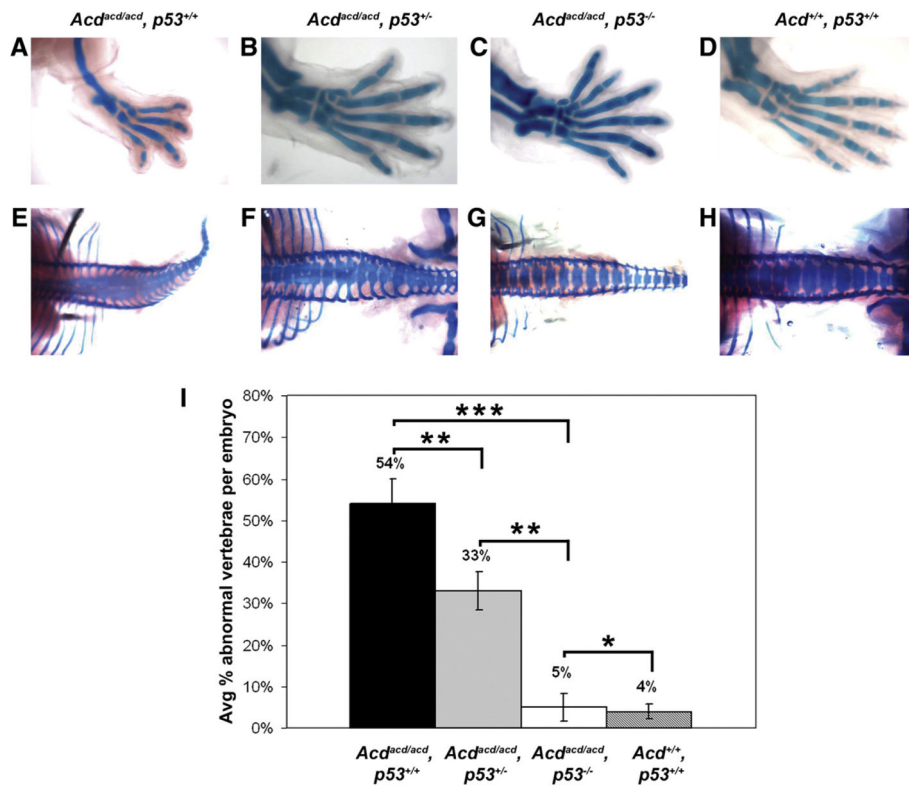 Acd^acd/acd, p53^+/+ Acd^acd/acd, p53^+/- Acd^acd/acd, p53^-/- Acd^+/+, p53^+/+
A B C D
E F G H
I
Avg % abnormal vertebrae per embryo
80%
70%
60%
50%
40%
30%
20%
10%
0%
***
**
54%
**
33%
*
5%
4%
Acd^acd/acd, Acd^acd/acd, Acd^acd/acd, Acd^+/+,
p53^+/+ p53^+/- p53^-/- p53^+/+